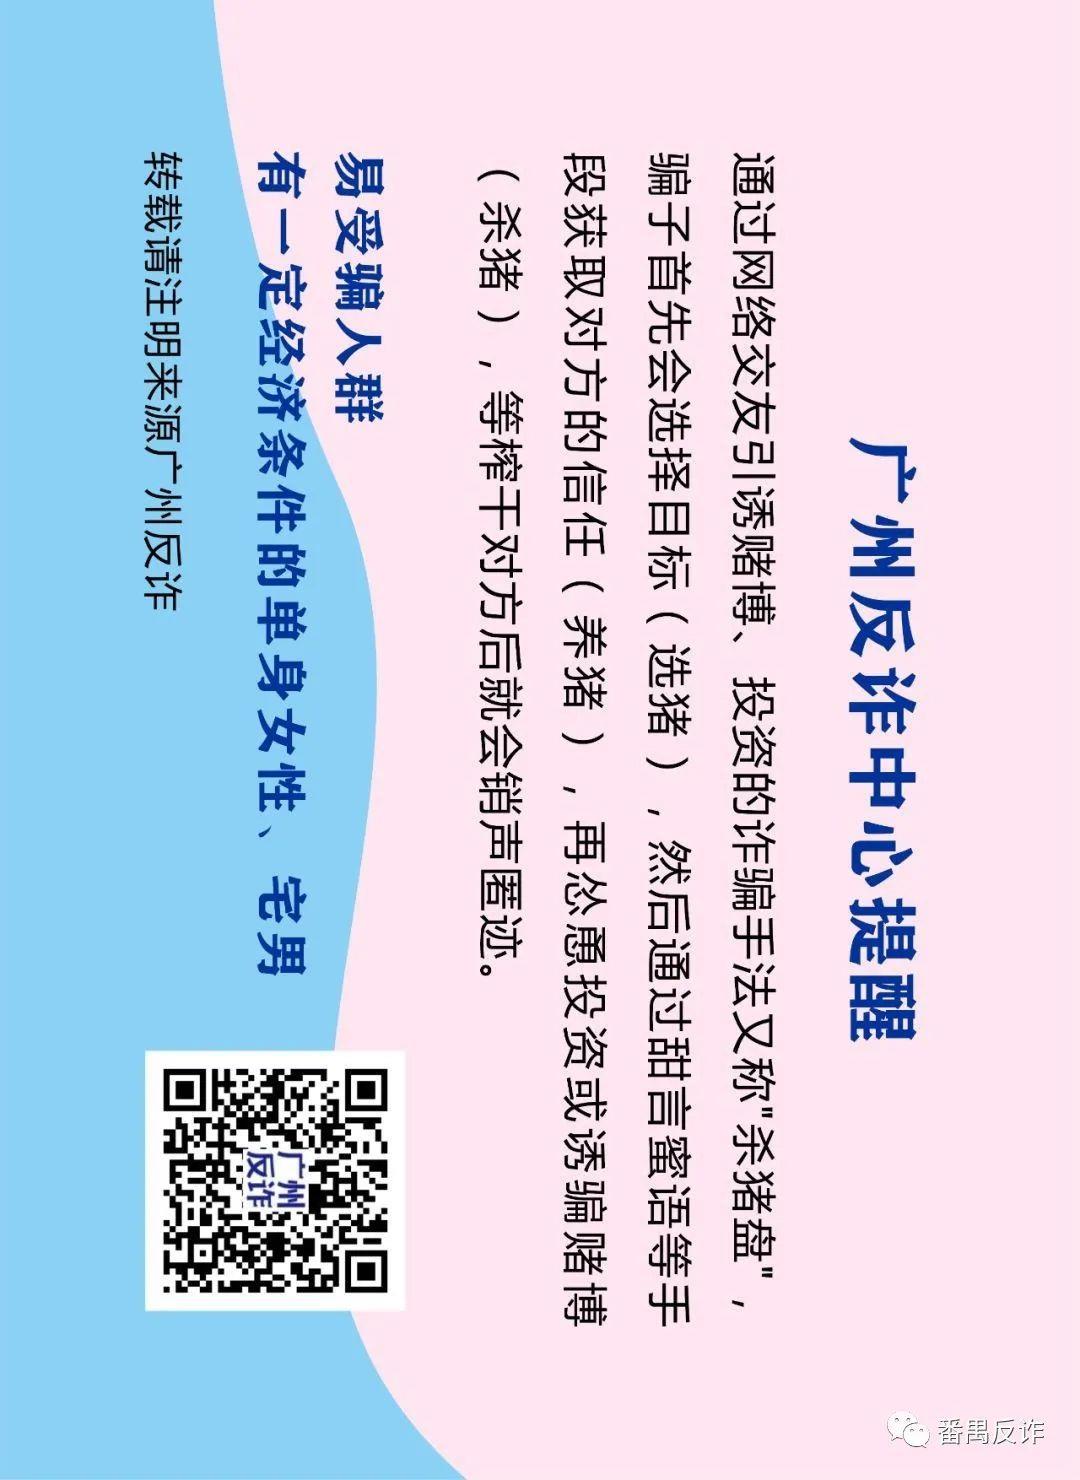 广州反诈中心提醒
通过网络交友引诱赌博、投资的诈骗手法又称"杀猪盘"，
骗子首先会选择目标（选猪），然后通过甜言蜜语等手
段获取对方的信任（养猪），再怂恿投资或诱骗赌博
（杀猪），等榨干对方后就会销声匿迹。
易受骗人群
有一定经济条件的单身女性、宅男
转载请注明来源广州反诈
广州
反诈
番禺反诈